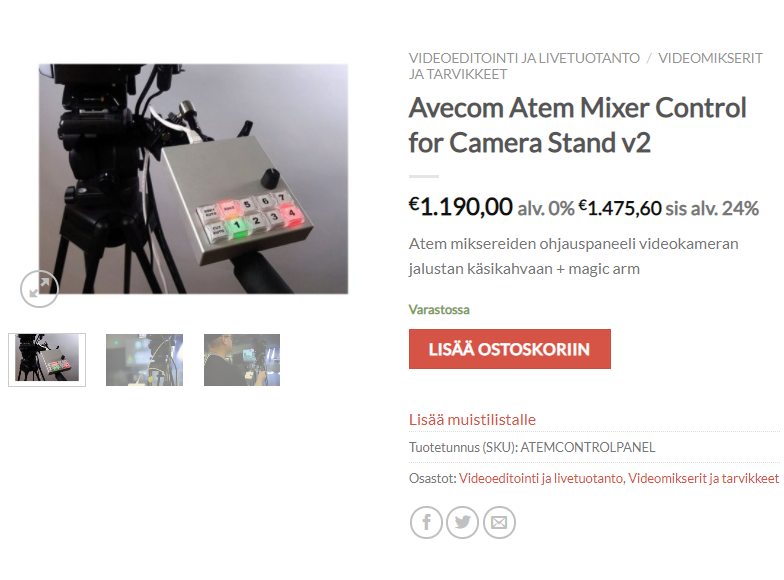 VIDEOEDITOINTI JA LIVETUOTANTO / VIDEOMIKSERIT
JA TARVIKKEET
Avecom Atem Mixer Control
for Camera Stand v2
€1.190,00 alv. 0% €1.475,60 sis alv. 24%
Atem miksereiden ohjauspaneeli videokameran
jalustan käsikahvaan + magic arm
Varastossa
LISÄÄ OSTOSKORIIN
Lisää muistilistalle
Tuotetunnus (SKU): ATEMCONTROLPANEL
Osastot: Videoeditointi ja livetuotanto, Videomikserit ja tarvikkeet
5 6 7
CUT
1 2 3 4